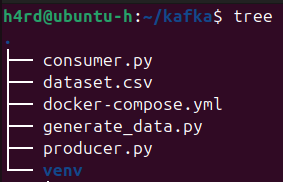 h4rd@ubuntu-h:~/kafka$ tree
.
├── consumer.py
├── dataset.csv
├── docker-compose.yml
├── generate_data.py
├── producer.py
└── venv